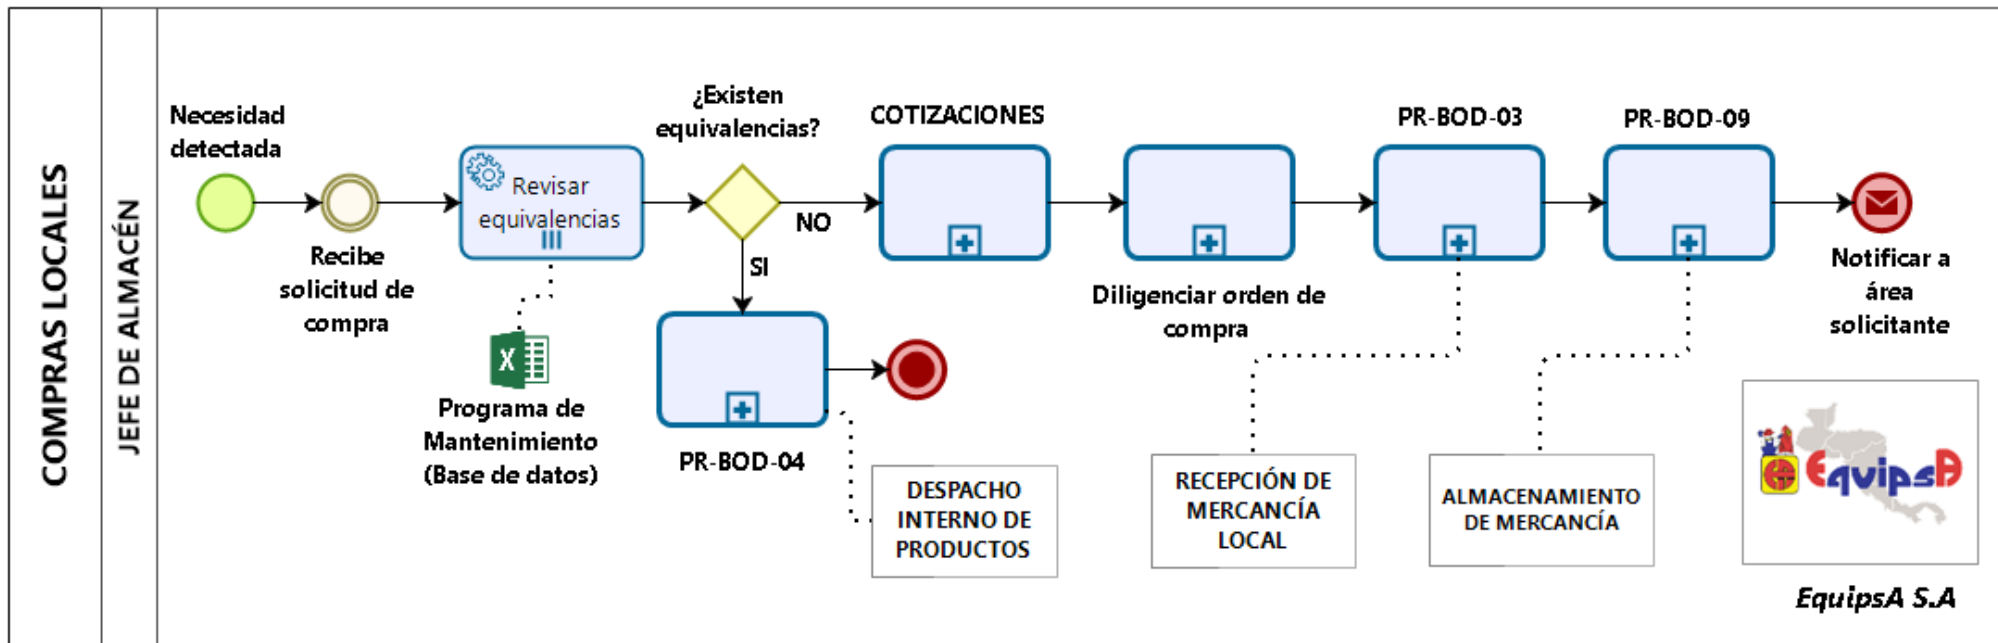 COMPRAS LOCALES
JEFE DE ALMACÉN
Necesidad
detectada
Recibe
solicitud de
compra
Revisar
equivalencias
X
Programa de
Mantenimiento
(Base de datos)
¿Existen
equivalencias?
NO
SI
PR-BOD-04
DESPACHO
INTERNO DE
PRODUCTOS
COTIZACIONES
Diligenciar orden de
compra
PR-BOD-03
RECEPCIÓN DE
MERCANCÍA
LOCAL
PR-BOD-09
ALMACENAMIENTO
DE MERCANCÍA
Notificar a
área
solicitante
EquipsA
EquipsA S.A